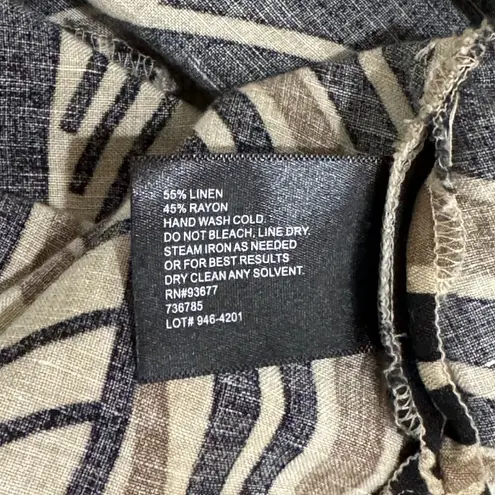 55% LINEN
45% RAYON
HAND WASH COLD.
DO NOT BLEACH, LINE DRY.
STEAM IRON AS NEEDED
OR FOR BEST RESULTS
DRY CLEAN ANY SOLVENT.
RN#93677
736785
LOT# 946-4201